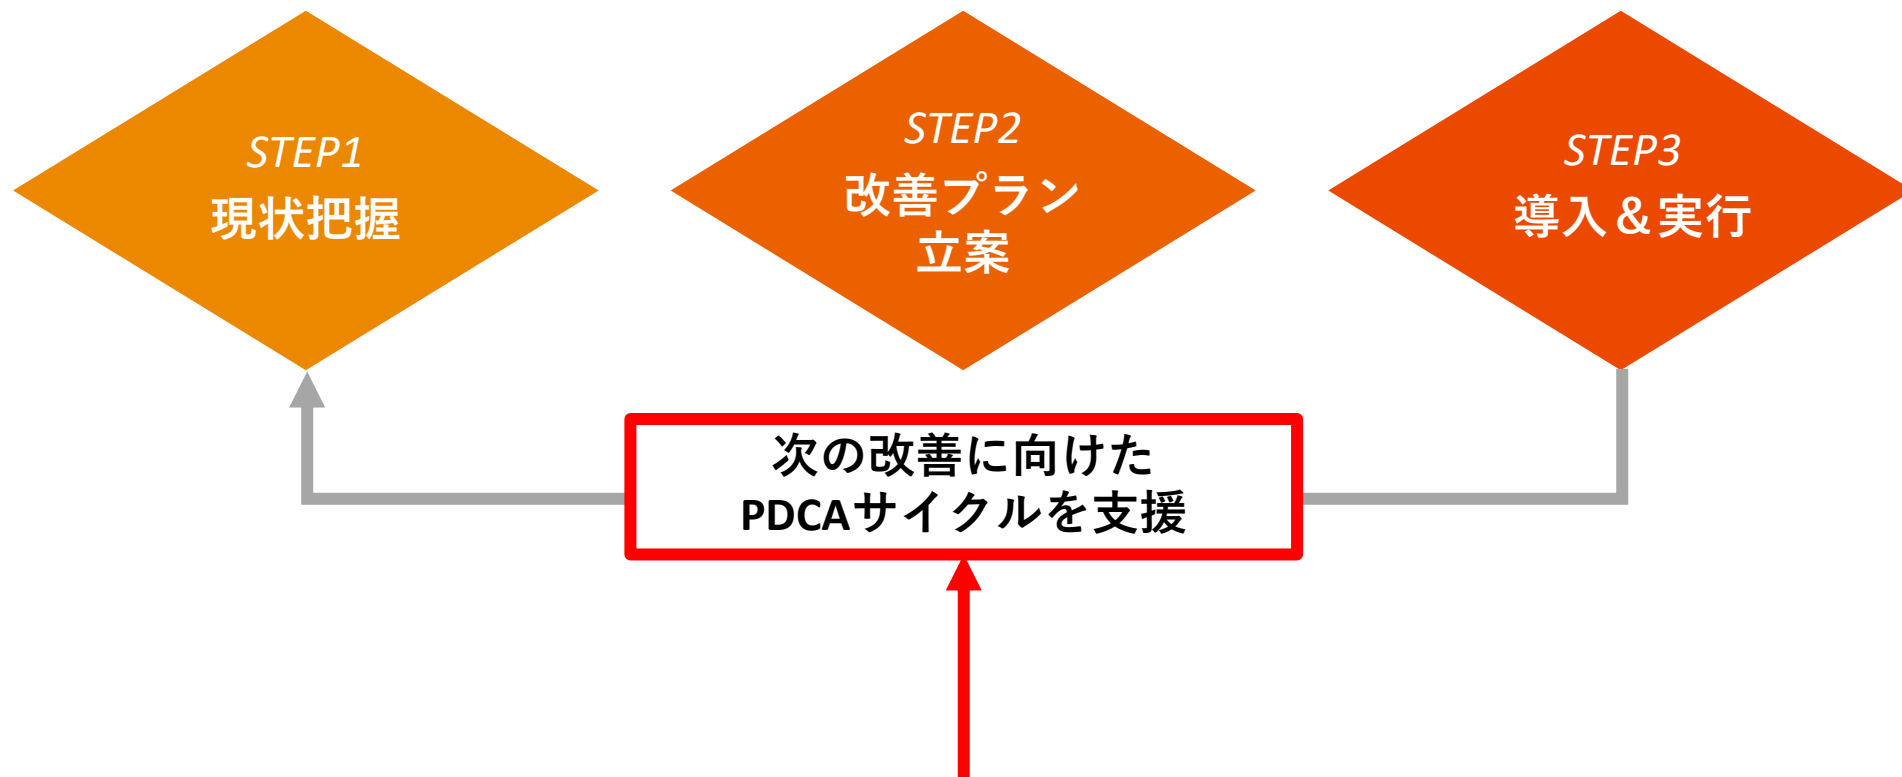 STEP1
現状把握
STEP2
改善プラン
立案
STEP3
導入＆実行
次の改善に向けた
PDCAサイクルを支援